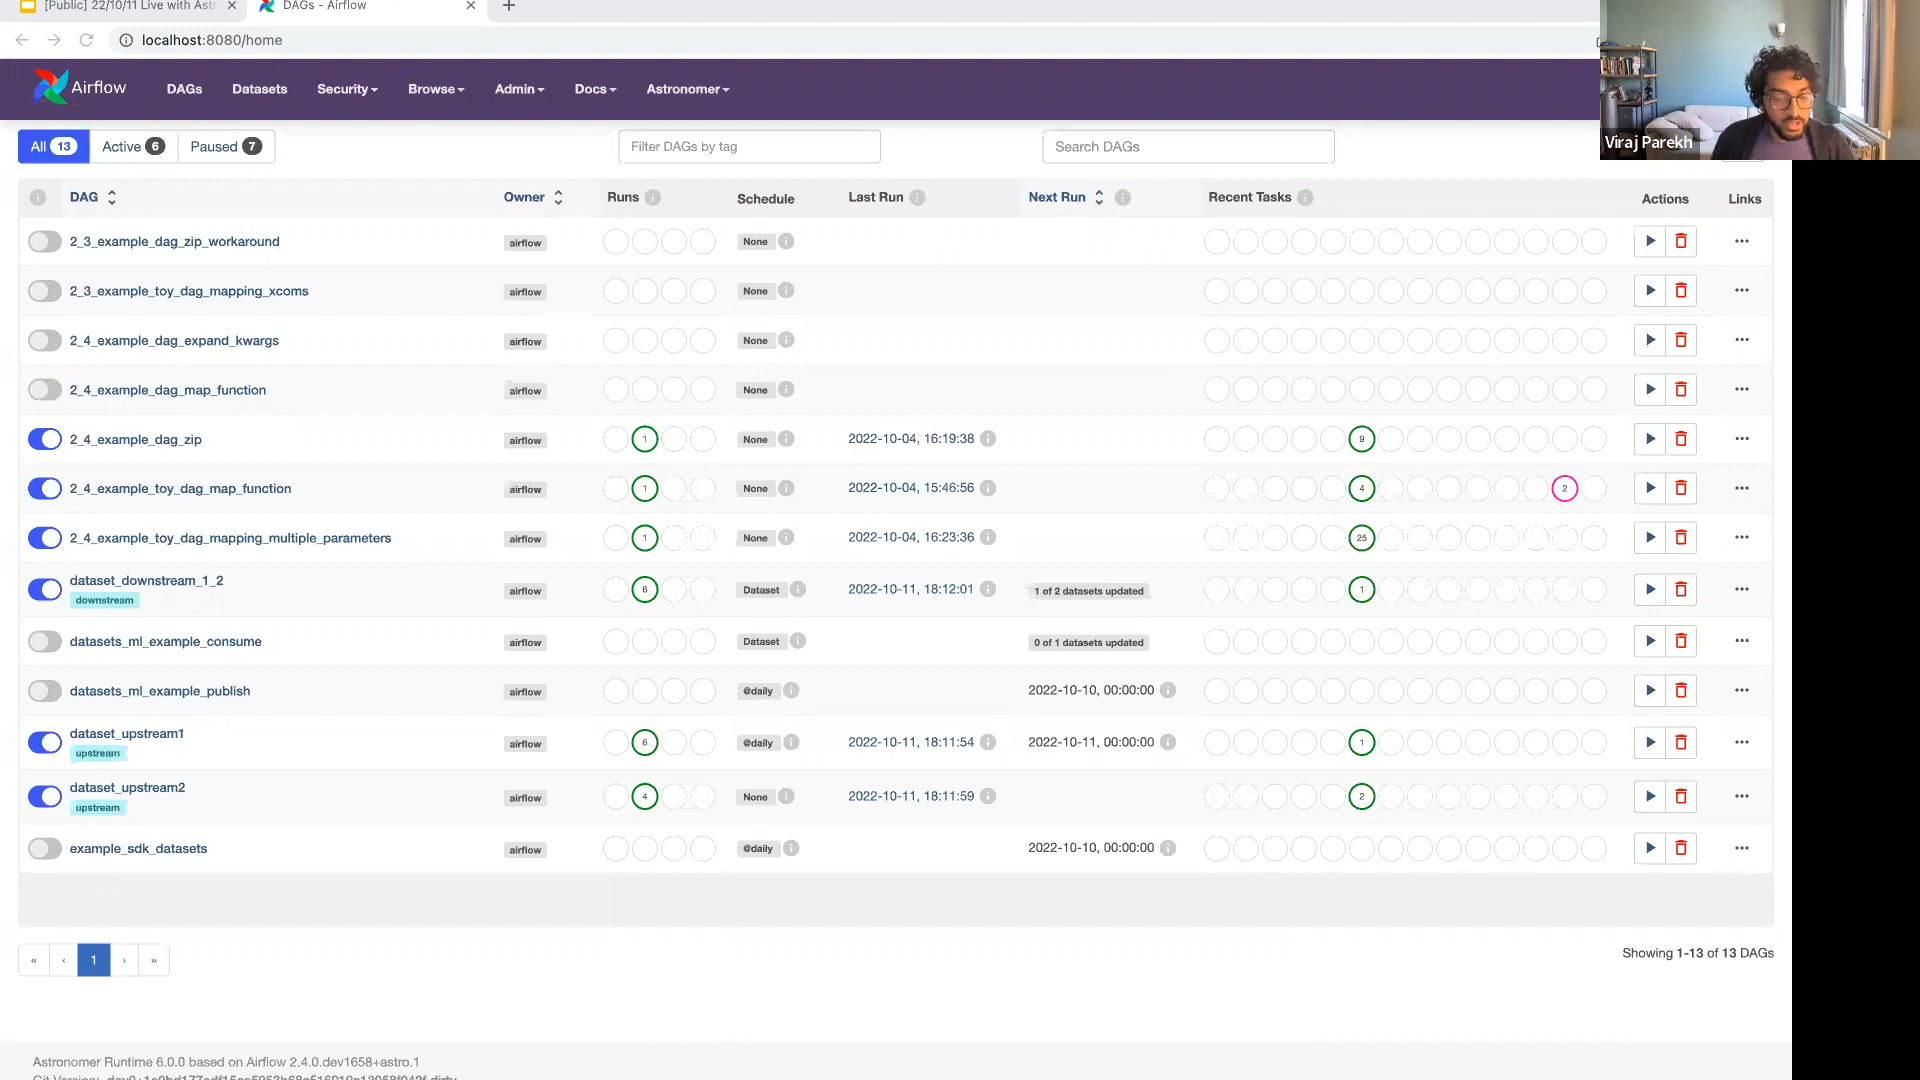 [Public] 22/10/11 Live with Astr
DAGs - Airflow
localhost:8080/home
Airflow DAGs Datasets Security Browse Admin Docs Astronomer
Viraj Parekh
All 13 Active 6 Paused 7 Filter DAGs by tag Search DAGs
DAG Owner Runs Schedule Last Run Next Run Recent Tasks Actions Links
2_3_example_dag_zip_workaround airflow None
2_3_example_toy_dag_mapping_xcoms airflow None
2_4_example_dag_expand_kwargs airflow None
2_4_example_dag_map_function airflow None
2_4_example_dag_zip airflow 1 None 2022-10-04, 16:19:38 9
2_4_example_toy_dag_map_function airflow 1 None 2022-10-04, 15:46:56 4 2
2_4_example_toy_dag_mapping_multiple_parameters airflow 1 None 2022-10-04, 16:23:36 25
dataset_downstream_1_2 airflow 6 Dataset 2022-10-11, 18:12:01 1 of 2 datasets updated 1
downstream
datasets_ml_example_consume airflow Dataset 0 of 1 datasets updated
datasets_ml_example_publish airflow @daily 2022-10-10, 00:00:00
dataset_upstream1 airflow 6 @daily 2022-10-11, 18:11:54 2022-10-11, 00:00:00 1
upstream
dataset_upstream2 airflow 4 None 2022-10-11, 18:11:59 2
upstream
example_sdk_datasets airflow @daily 2022-10-10, 00:00:00
« ‹ 1 › »
Showing 1-13 of 13 DAGs
Astronomer Runtime 6.0.0 based on Airflow 2.4.0.dev1658+astro.1
Git Version: